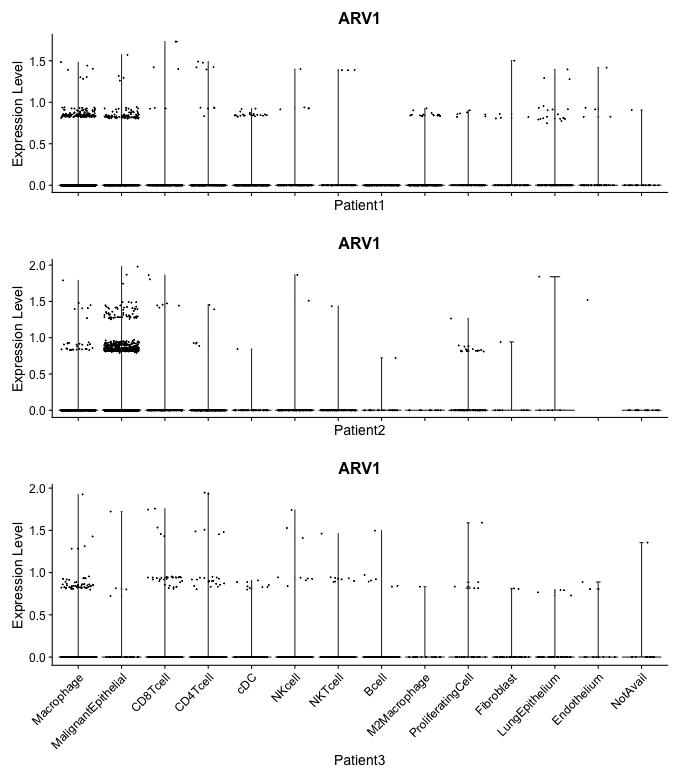 ARV1
Expression Level
1.5
1.0
0.5
0.0
Patient1
ARV1
Expression Level
2.0
1.5
1.0
0.5
0.0
Patient2
ARV1
Expression Level
2.0
1.5
1.0
0.5
0.0
Macrophage
MalignantEpithelial
CD8Tcell
CD4Tcell
cDC
NKcell
NKTcell
Bcell
M2Macrophage
ProliferatingCell
Fibroblast
LungEpithelium
Endothelium
NotAvail
Patient3